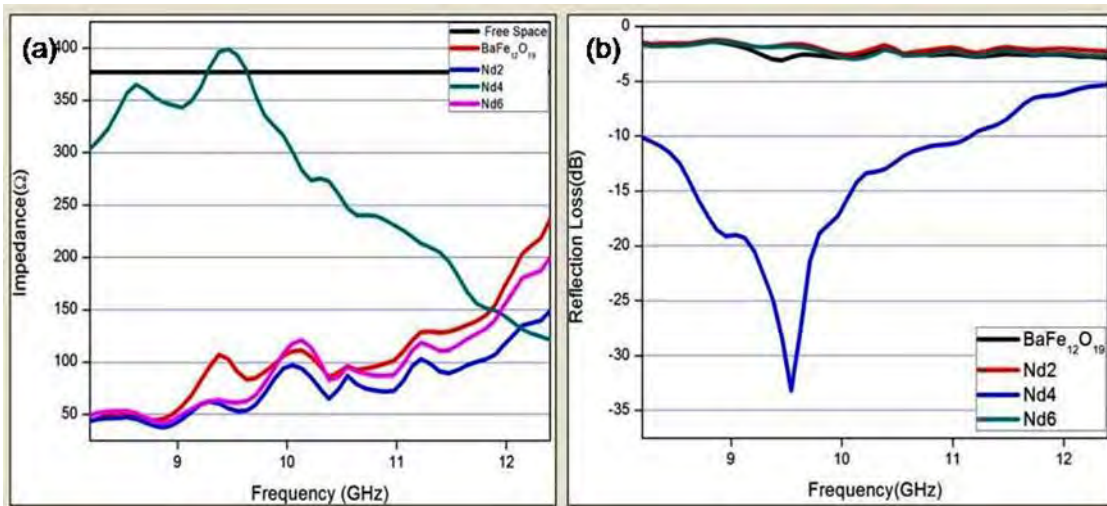 (a)
400
350
300
250
200
150
100
50
Impedance(Ω)
9 10 11 12
Frequency (GHz)
Free Space
BaFe₁₂O₁₉
Nd2
Nd4
Nd6
(b)
0
-5
-10
-15
-20
-25
-30
-35
Reflection Loss(dB)
9 10 11 12
Frequency(GHz)
BaFe₁₂O₁₉
Nd2
Nd4
Nd6